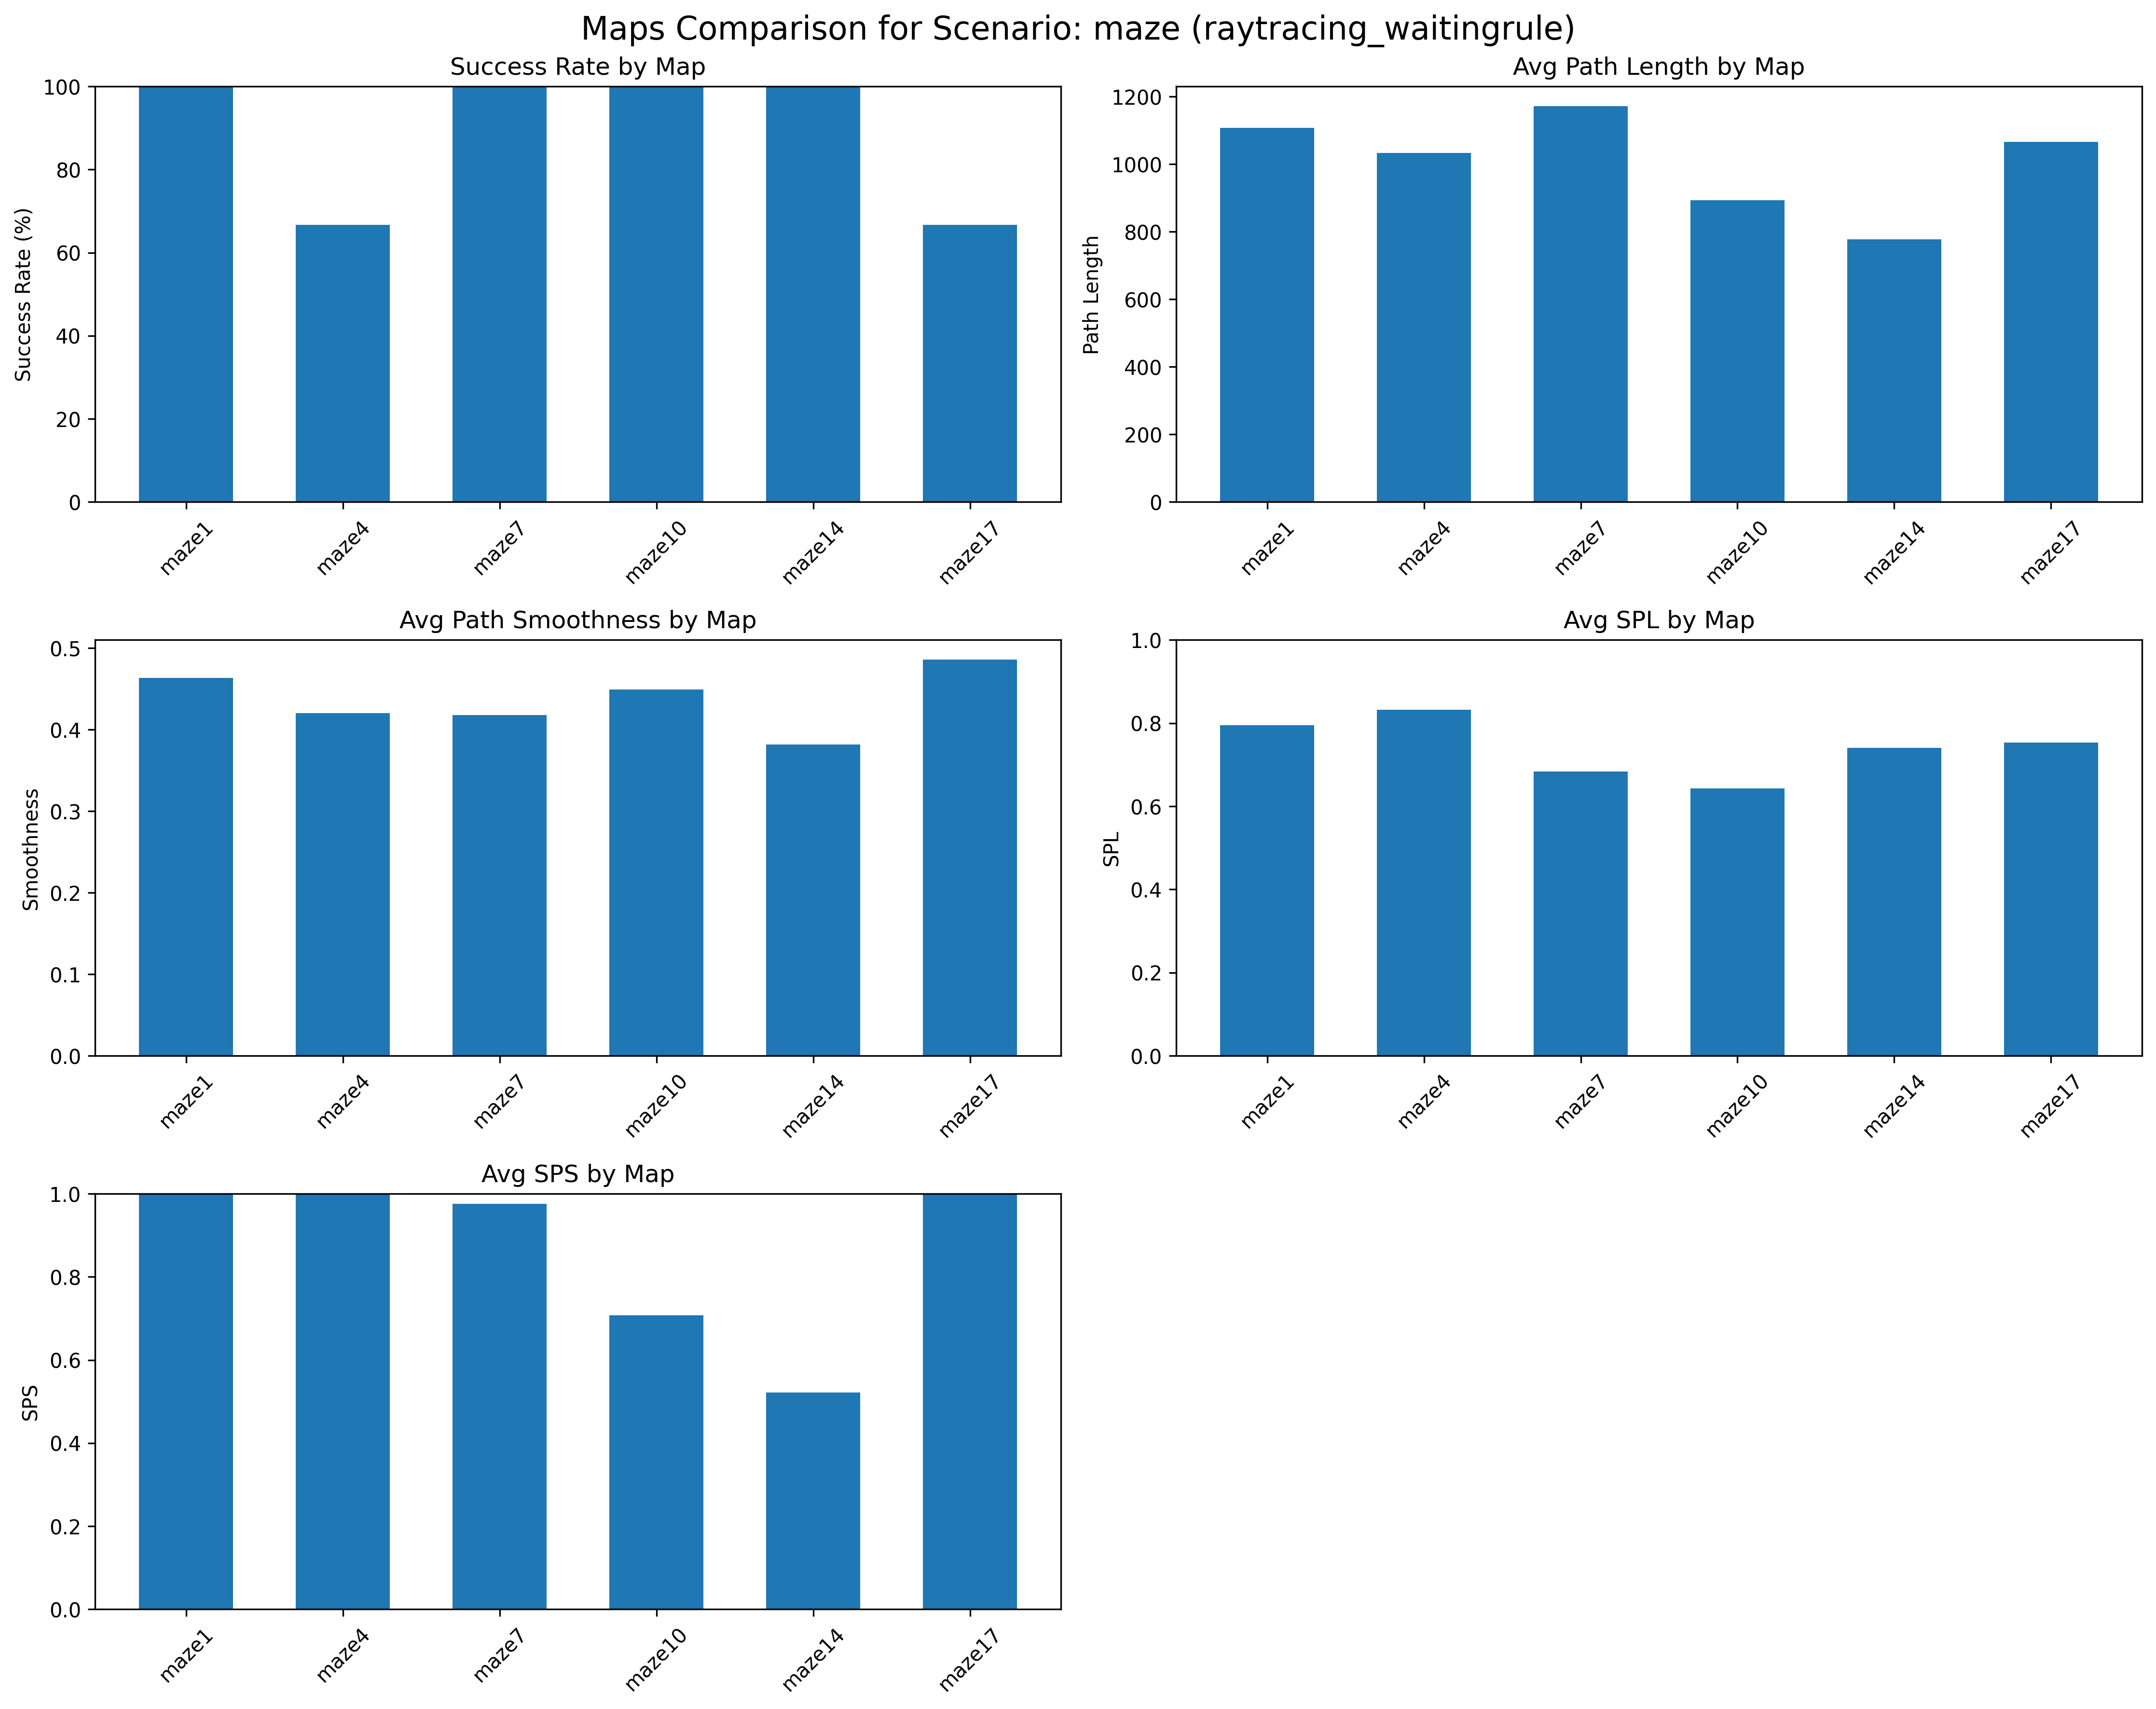 Maps Comparison for Scenario: maze (raytracing_waitingrule)
Success Rate by Map
Success Rate (%)
100
80
60
40
20
0
maze1
maze4
maze7
maze10
maze14
maze17
Avg Path Length by Map
Path Length
1200
1000
800
600
400
200
0
maze1
maze4
maze7
maze10
maze14
maze17
Avg Path Smoothness by Map
Smoothness
0.5
0.4
0.3
0.2
0.1
0.0
maze1
maze4
maze7
maze10
maze14
maze17
Avg SPL by Map
SPL
1.0
0.8
0.6
0.4
0.2
0.0
maze1
maze4
maze7
maze10
maze14
maze17
Avg SPS by Map
SPS
1.0
0.8
0.6
0.4
0.2
0.0
maze1
maze4
maze7
maze10
maze14
maze17